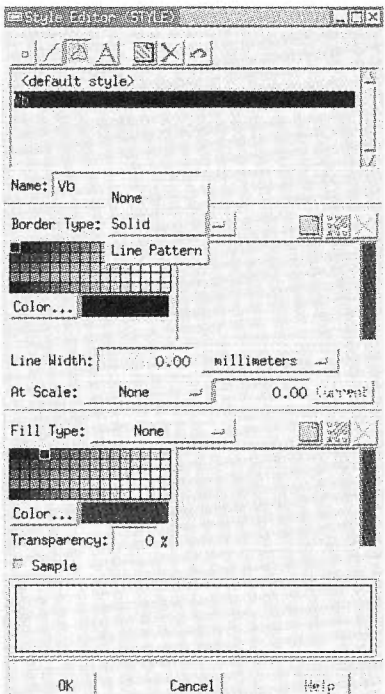 Style Editor (STYLE)
A
<default style>
Vb
Name: Vb
None
Border Type: Solid
Line Pattern
Color...
Line Width: 0.00 millimeters
At Scale: None 0.00 Current
Fill Type: None
Color...
Transparency: 0 %
Sample
OK Cancel Help